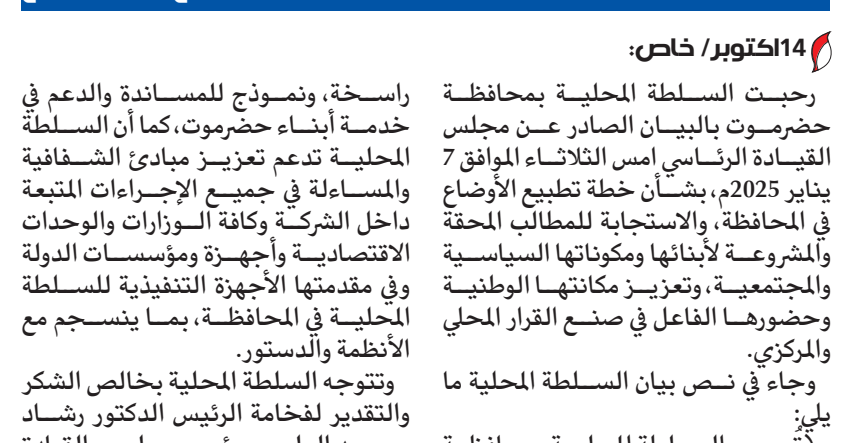 14اكتوبر/ خاص:
رحبت السلطة المحلية بمحافظة
حضرموت بالبيان الصادر عن مجلس
القيادة الرئاسي امس الثلاثاء الموافق 7
يناير 2025م، بشأن خطة تطبيع الأوضاع
في المحافظة، والاستجابة للمطالب المحقة
والمشروعة لأبنائها ومكوناتها السياسية
والمجتمعية، وتعزيز مكانتها الوطنية
وحضورها الفاعل في صنع القرار المحلي
والمركزي.
وجاء في نص بيان السلطة المحلية ما
يلي:
راسخة، ونموذج للمساندة والدعم في
خدمة أبناء حضرموت، كما أن السلطة
المحلية تدعم تعزيز مبادئ الشفافية
والمساءلة في جميع الإجراءات المتبعة
داخل الشركة وكافة الوزارات والوحدات
الاقتصادية وأجهزة ومؤسسات الدولة
وفي مقدمتها الأجهزة التنفيذية للسلطة
المحلية في المحافظة، بما ينسجم مع
الأنظمة والدستور.
وتتوجه السلطة المحلية بخالص الشكر
والتقدير لفخامة الرئيس الدكتور رشاد